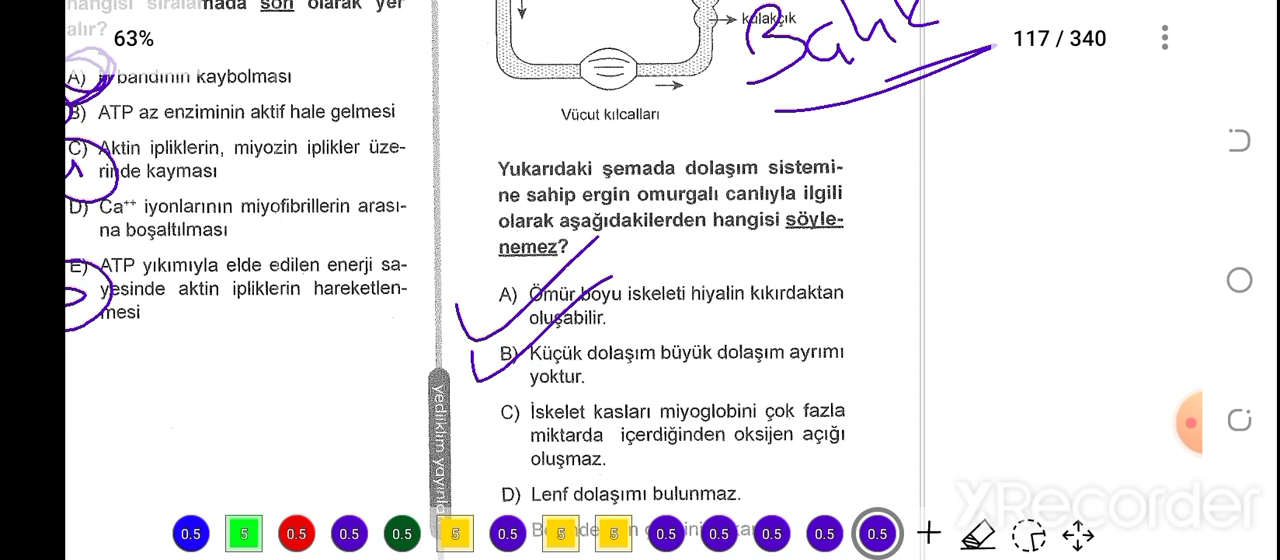 hangisi sıralamada son olarak yer
alır?
63%
A) bandının kaybolması
B) ATP az enziminin aktif hale gelmesi
C) Aktin ipliklerin, miyozin iplikler üze-
rinde kayması
D) Ca++ iyonlarının miyofibrillerin arası-
na boşaltılması
E) ATP yıkımıyla elde edilen enerji sa-
yesinde aktin ipliklerin hareketlen-
mesi
kulakçık
Balık
117 / 340
Vücut kılcalları
Yukarıdaki şemada dolaşım sistemi-
ne sahip ergin omurgalı canlıyla ilgili
olarak aşağıdakilerden hangisi söyle-
nemez?
A) Ömür boyu iskeleti hiyalin kıkırdaktan
oluşabilir.
B) Küçük dolaşım büyük dolaşım ayrımı
yoktur.
C) İskelet kasları miyoglobini çok fazla
miktarda içerdiğinden oksijen açığı
oluşmaz.
D) Lenf dolaşımı bulunmaz.
yediiklim yayınları
0.5 5 0.5 0.5 0.5 5 0.5 5 5 0.5 0.5 0.5 0.5 0.5
XRecorder